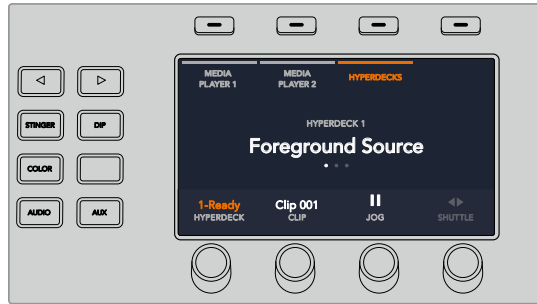 MEDIA PLAYER 1
MEDIA PLAYER 2
HYPERDECKS
HYPERDECK 1
Foreground Source
1-Ready
HYPERDECK
Clip 001
CLIP
JOG
SHUTTLE
STINGER
DIP
COLOR
AUDIO
AUX